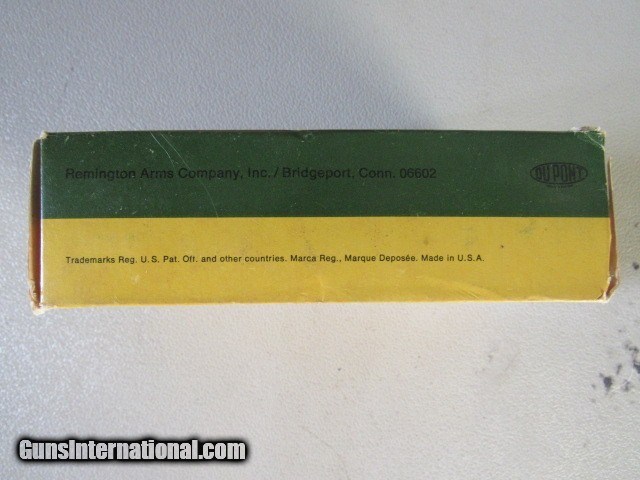 Remington Arms Company, Inc. / Bridgeport, Conn. 06602
DU PONT
Trademarks Reg. U.S. Pat. Off. and other countries. Marca Reg., Marque Deposée. Made in U.S.A.
GunsInternational.com